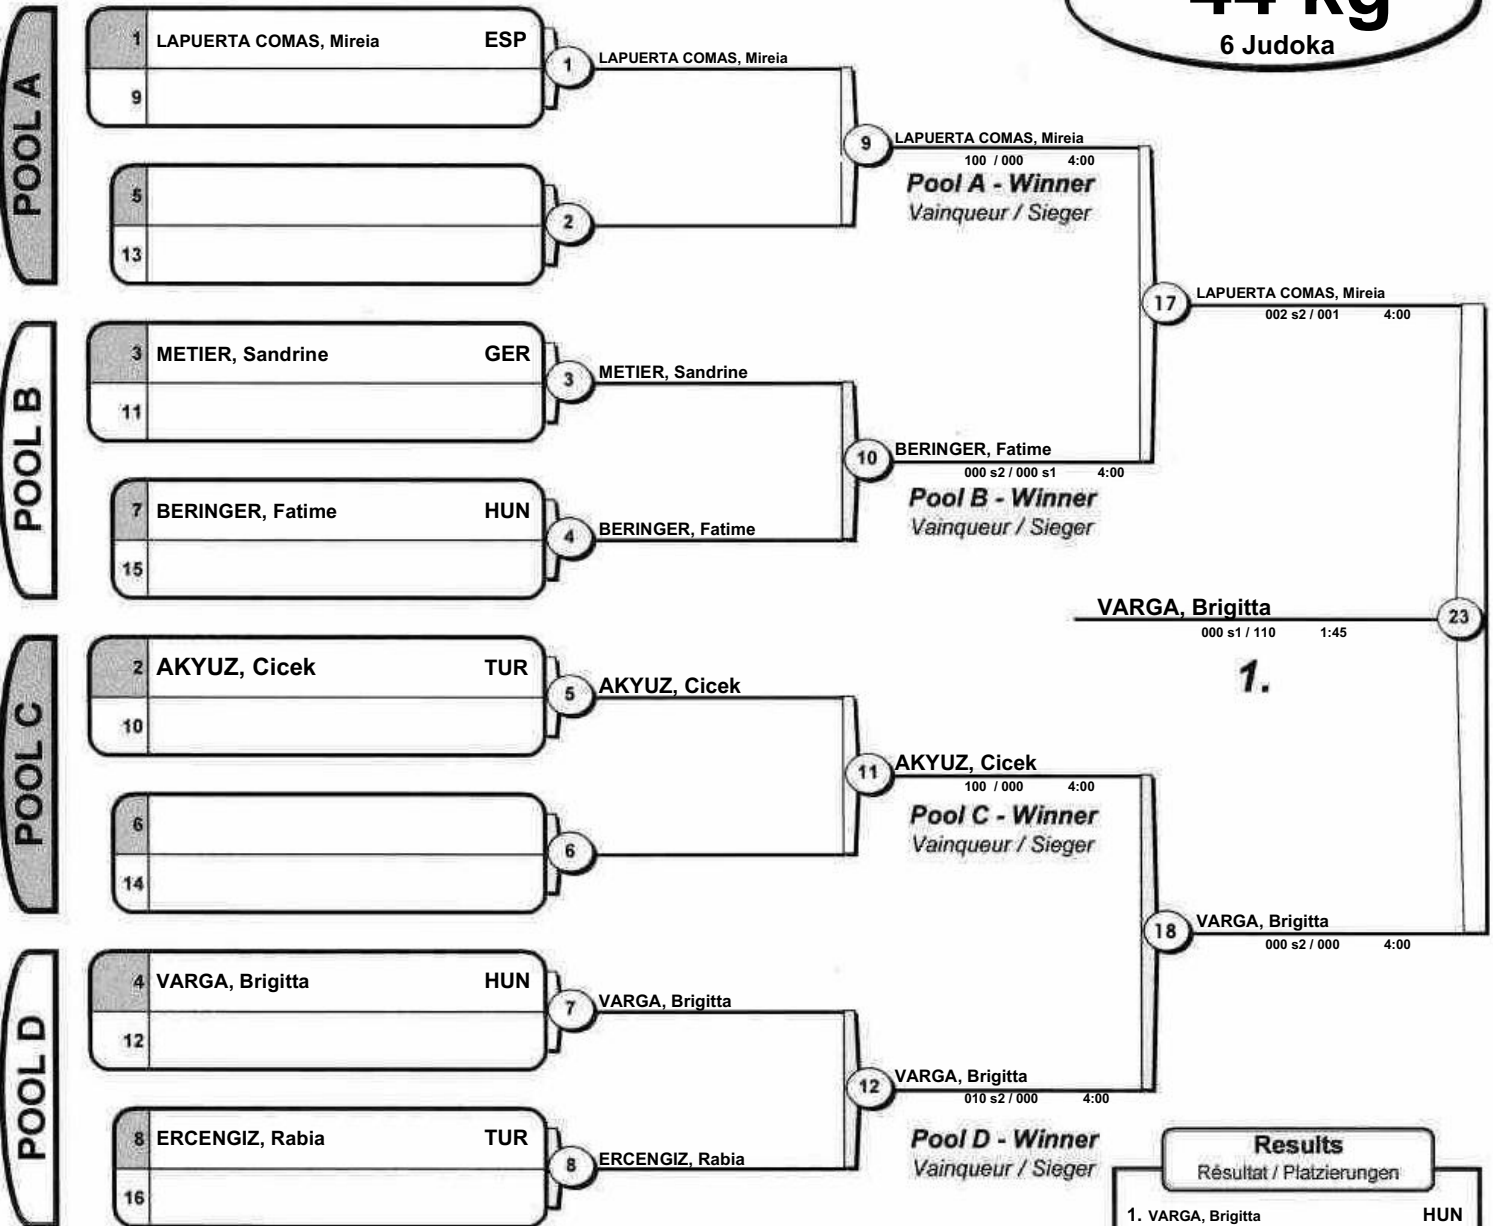 44 kg
6 Judoka
POOL A
1 LAPUERTA COMAS, Mireia ESP
9
5
13
1 LAPUERTA COMAS, Mireia
2
9 LAPUERTA COMAS, Mireia
100 / 000 4:00
Pool A - Winner
Vainqueur / Sieger
POOL B
3 METIER, Sandrine GER
11
7 BERINGER, Fatime HUN
15
3 METIER, Sandrine
4 BERINGER, Fatime
10 BERINGER, Fatime
000 s2 / 000 s1 4:00
Pool B - Winner
Vainqueur / Sieger
17 LAPUERTA COMAS, Mireia
002 s2 / 001 4:00
VARGA, Brigitta 23
000 s1 / 110 1:45
1.
POOL C
2 AKYUZ, Cicek TUR
10
6
14
5 AKYUZ, Cicek
6
11 AKYUZ, Cicek
100 / 000 4:00
Pool C - Winner
Vainqueur / Sieger
POOL D
4 VARGA, Brigitta HUN
12
8 ERCENGIZ, Rabia TUR
16
7 VARGA, Brigitta
8 ERCENGIZ, Rabia
12 VARGA, Brigitta
010 s2 / 000 4:00
Pool D - Winner
Vainqueur / Sieger
18 VARGA, Brigitta
000 s2 / 000 4:00
Results
Résultat / Platzierungen
1. VARGA, Brigitta HUN